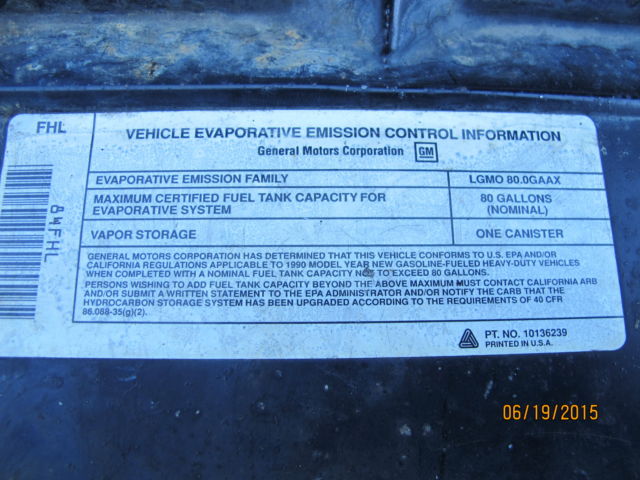 FHL
VEHICLE EVAPORATIVE EMISSION CONTROL INFORMATION
General Motors Corporation GM
EVAPORATIVE EMISSION FAMILY LGMO 80.0GAAX
MAXIMUM CERTIFIED FUEL TANK CAPACITY FOR 80 GALLONS
EVAPORATIVE SYSTEM (NOMINAL)
VAPOR STORAGE ONE CANISTER
GENERAL MOTORS CORPORATION HAS DETERMINED THAT THIS VEHICLE CONFORMS TO U.S. EPA AND/OR
CALIFORNIA REGULATIONS APPLICABLE TO 1990 MODEL YEAR NEW GASOLINE-FUELED HEAVY-DUTY VEHICLES
WHEN COMPLETED WITH A NOMINAL FUEL TANK CAPACITY NOT TO EXCEED 80 GALLONS.
PERSONS WISHING TO ADD FUEL TANK CAPACITY BEYOND THE ABOVE MAXIMUM MUST CONTACT CALIFORNIA ARB
AND/OR SUBMIT A WRITTEN STATEMENT TO THE EPA ADMINISTRATOR AND/OR NOTIFY THE CARB THAT THE
HYDROCARBON STORAGE SYSTEM HAS BEEN UPGRADED ACCORDING TO THE REQUIREMENTS OF 40 CFR
86.088-35(g)(2).
PT. NO. 10136239
PRINTED IN U.S.A.
06/19/2015